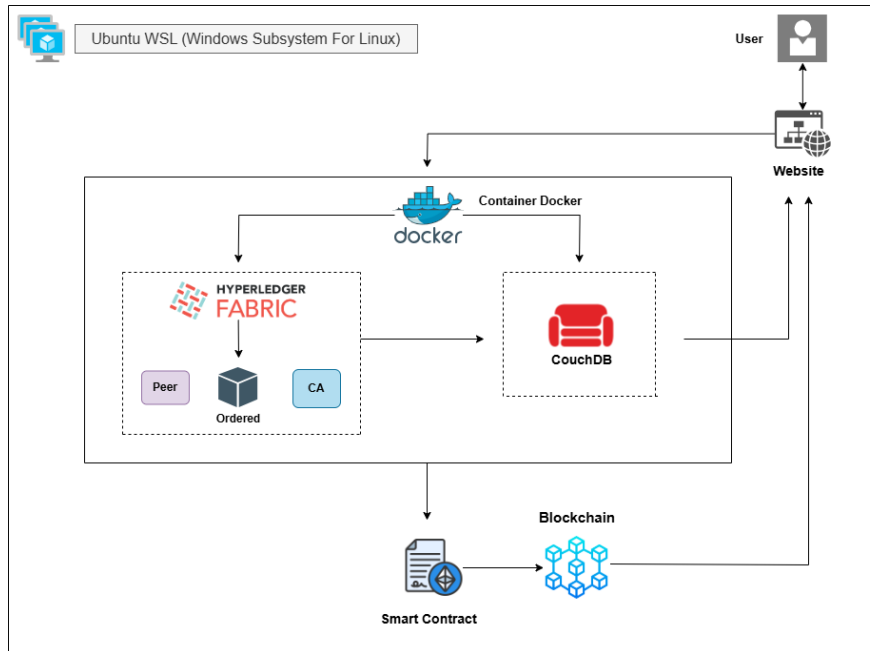 Ubuntu WSL (Windows Subsystem For Linux)
User
Website
docker
Container Docker
HYPERLEDGER
FABRIC
CouchDB
Peer
CA
Ordered
Blockchain
Smart Contract